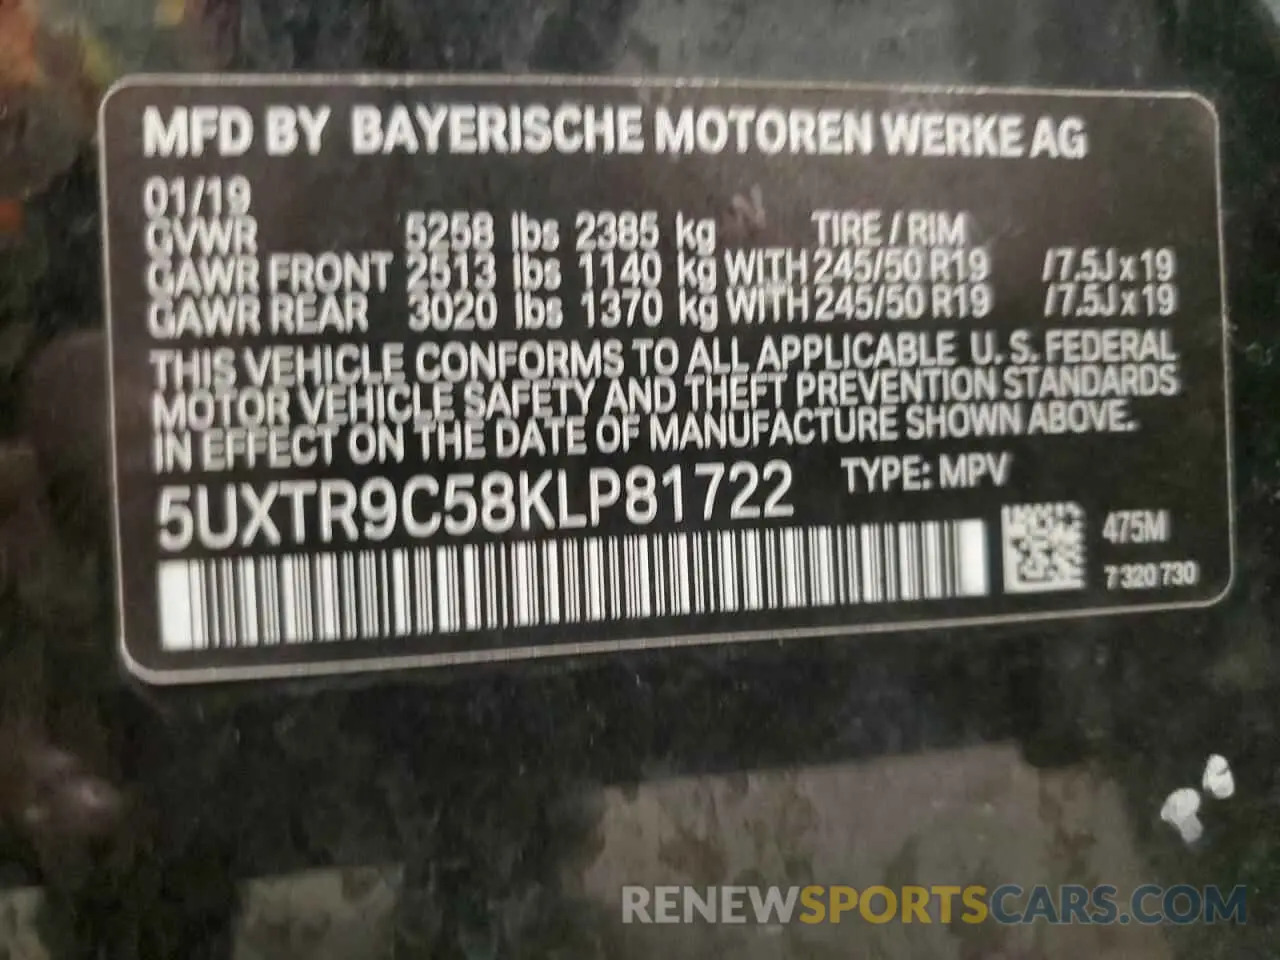 MFD BY BAYERISCHE MOTOREN WERKE AG
01/19
GVWR 5258 lbs 2385 kg TIRE / RIM
GAWR FRONT 2513 lbs 1140 kg WITH 245/50 R19 /7.5J x 19
GAWR REAR 3020 lbs 1370 kg WITH 245/50 R19 /7.5J x 19
THIS VEHICLE CONFORMS TO ALL APPLICABLE U. S. FEDERAL
MOTOR VEHICLE SAFETY AND THEFT PREVENTION STANDARDS
IN EFFECT ON THE DATE OF MANUFACTURE SHOWN ABOVE.
5UXTR9C58KLP81722 TYPE: MPV
475M
7 320 730
RENEWSPORTSCARS.COM